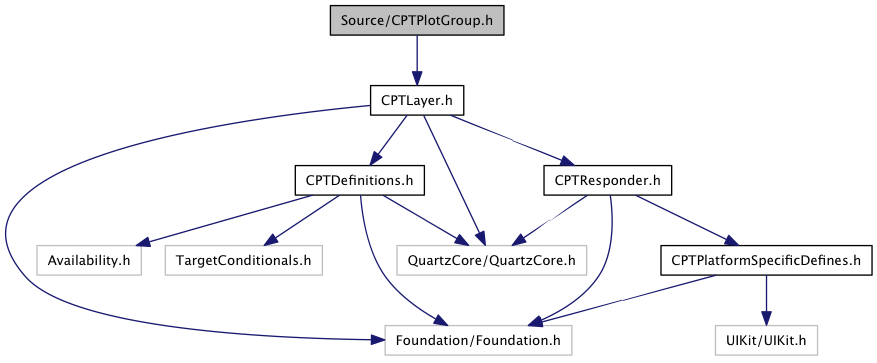 Source/CPTPlotGroup.h
CPTLayer.h
CPTDefinitions.h
CPTResponder.h
Availability.h
TargetConditionals.h
QuartzCore/QuartzCore.h
CPTPlatformSpecificDefines.h
Foundation/Foundation.h
UIKit/UIKit.h